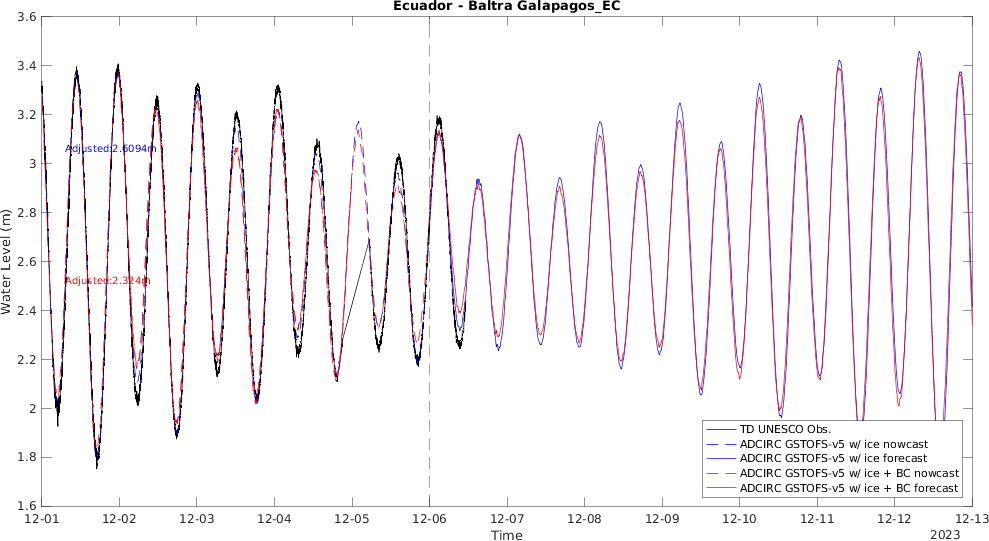 Ecuador - Baltra Galapagos_EC
3.6
3.4
3.2
3
2.8
2.6
2.4
2.2
2
1.8
1.6
Water Level (m)
Adjusted:2.6094m
Adjusted:2.324m
TD UNESCO Obs.
ADCIRC GSTOFS-v5 w/ ice nowcast
ADCIRC GSTOFS-v5 w/ ice forecast
ADCIRC GSTOFS-v5 w/ ice + BC nowcast
ADCIRC GSTOFS-v5 w/ ice + BC forecast
12-01 12-02 12-03 12-04 12-05 12-06 12-07 12-08 12-09 12-10 12-11 12-12 12-13
Time
2023